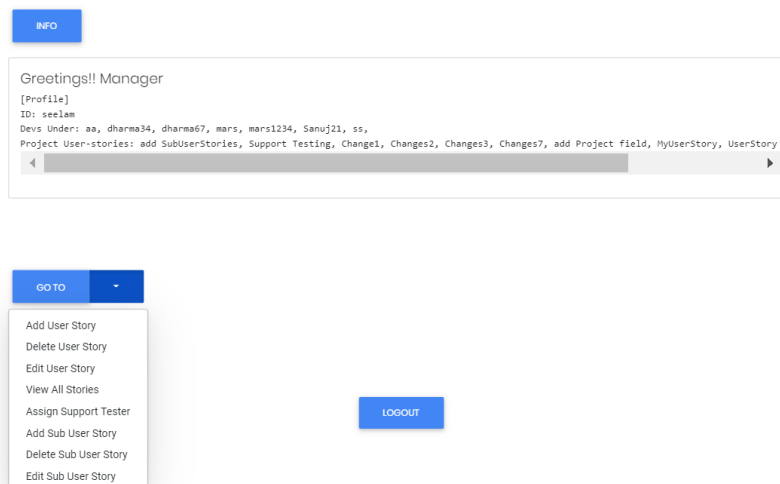 INFO
Greetings!! Manager
[Profile]
ID: seelam
Devs Under: aa, dharma34, dharma67, mars, mars1234, Sanuj21, ss,
Project User-stories: add SubUserStories, Support Testing, Change1, Changes2, Changes3, Changes7, add Project field, MyUserStory, UserStory
GO TO
Add User Story
Delete User Story
Edit User Story
View All Stories
Assign Support Tester
LOGOUT
Add Sub User Story
Delete Sub User Story
Edit Sub User Story